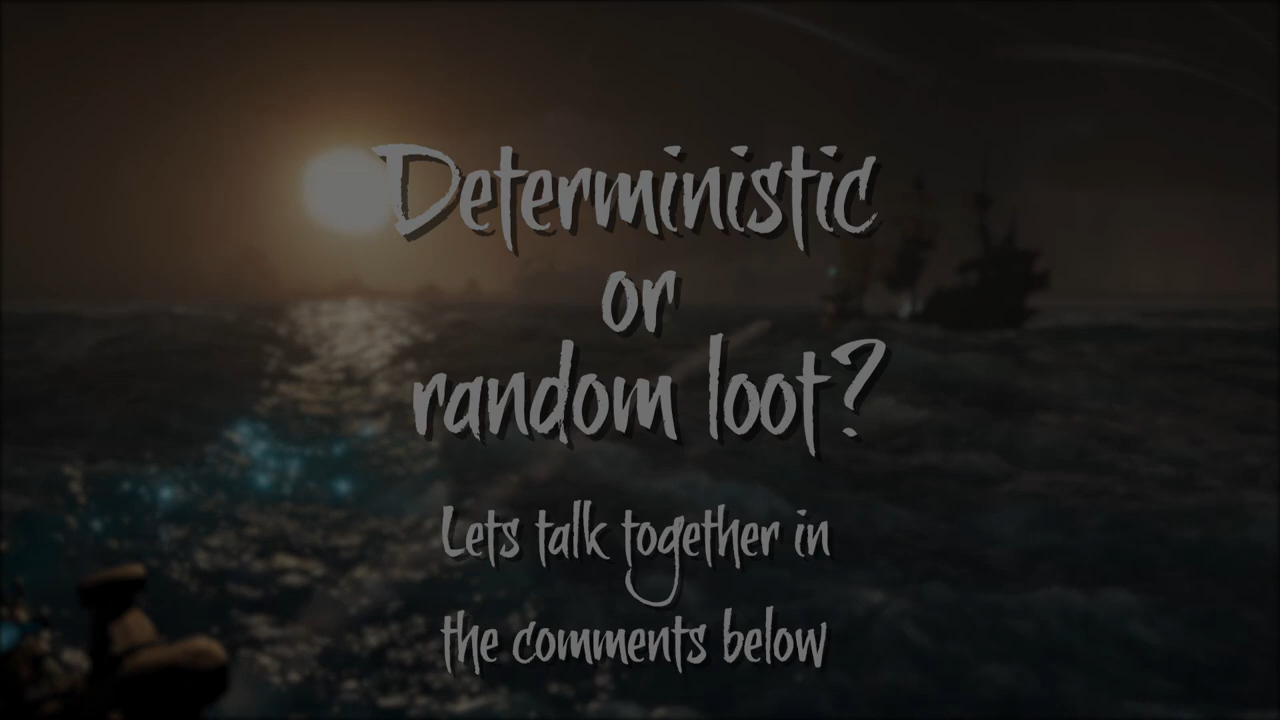 Deterministic
or
random loot?
Lets talk together in
the comments below